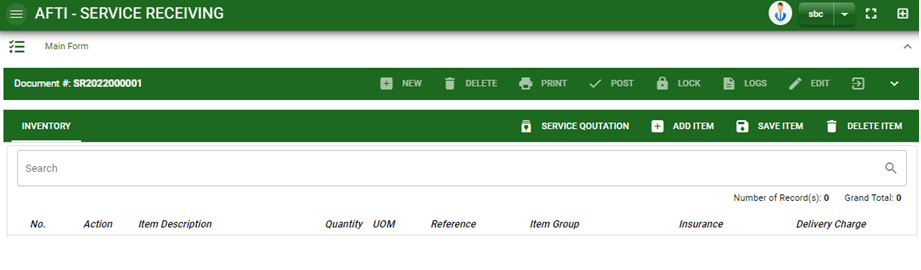 AFTI - SERVICE RECEIVING sbc
Main Form
Document #: SR2022000001 NEW DELETE PRINT POST LOCK LOGS EDIT
INVENTORY SERVICE QOUTATION ADD ITEM SAVE ITEM DELETE ITEM
Search
Number of Record(s): 0 Grand Total: 0
No. Action Item Description Quantity UOM Reference Item Group Insurance Delivery Charge